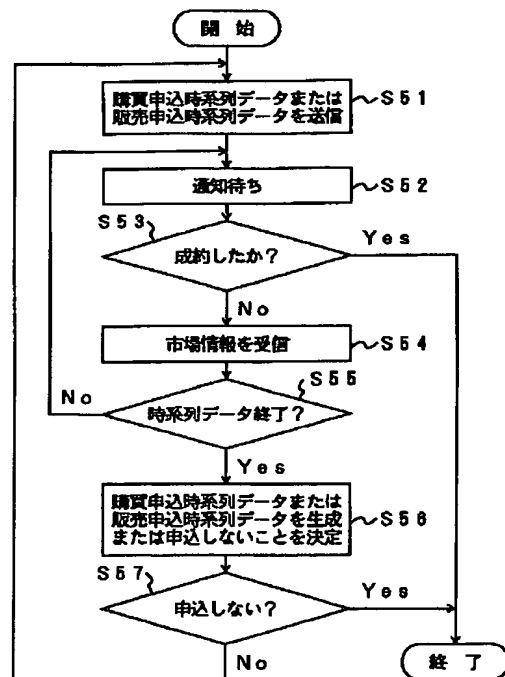 開 始
購買申込時系列データまたは
販売申込時系列データを送信
S51
通知待ち
S52
S53
成約したか?
Yes
No
市場情報を受信
S54
S55
時系列データ終了?
No
Yes
購買申込時系列データまたは
販売申込時系列データを生成
または申込しないことを決定
S56
S57
申込しない?
Yes
No
終 了